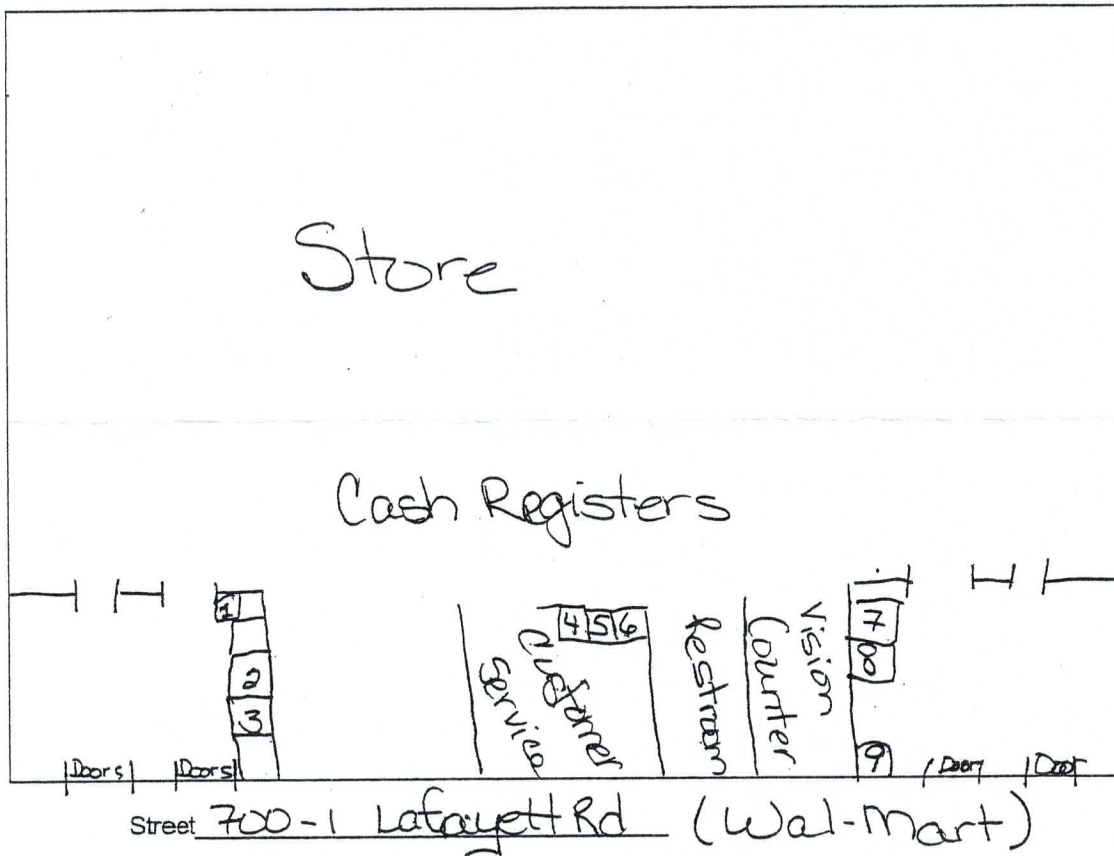 Store
Cash Registers
1
2
3
4 5 6
Customer
Service
Restroom
Vision
Counter
7
8
9
Doors Doors Door Door
Street 700-1 Lafayett Rd (Wal-Mart)